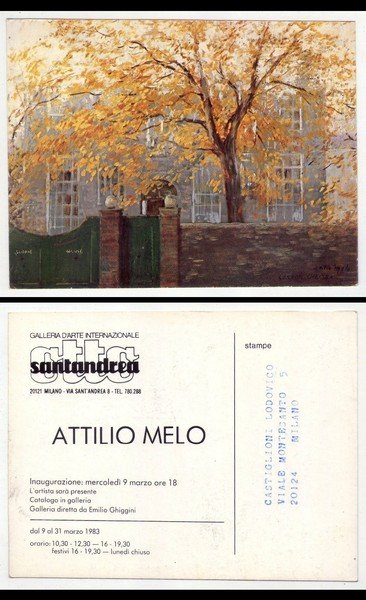 GALLERIA D'ARTE INTERNAZIONALE
santandrea
20121 MILANO - VIA SANT'ANDREA 8 - TEL. 780.288
ATTILIO MELO
Inaugurazione: mercoledì 9 marzo ore 18
L'artista sarà presente
Catalogo in galleria
Galleria diretta da Emilio Ghiggini
dal 9 al 31 marzo 1983
orario: 10,30 - 12,30 — 16 - 19,30
festivi 16 - 19,30 — lunedì chiusa
stampe
CASTIGLIONI LODOVICO
VIALE MONTESANTO 5
20124 MILANO